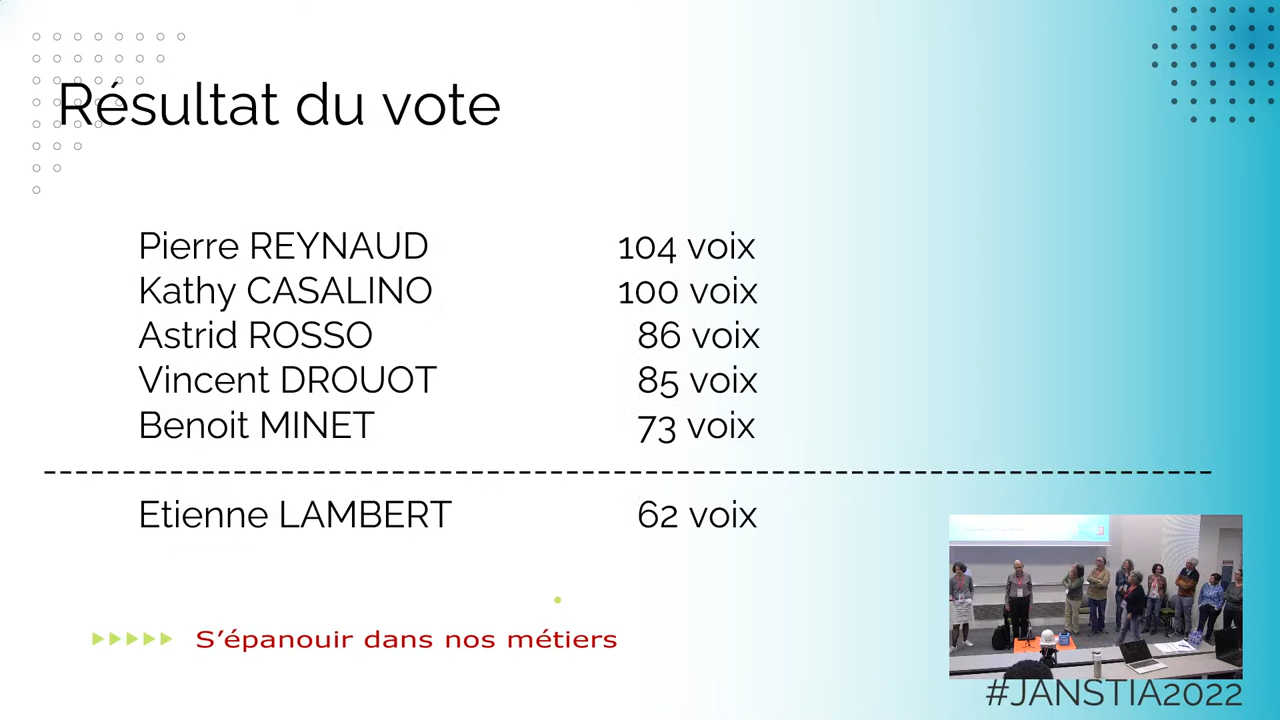 Résultat du vote
Pierre REYNAUD 104 voix
Kathy CASALINO 100 voix
Astrid ROSSO 86 voix
Vincent DROUOT 85 voix
Benoit MINET 73 voix
Etienne LAMBERT 62 voix
S'épanouir dans nos métiers
#JANSTIA2022